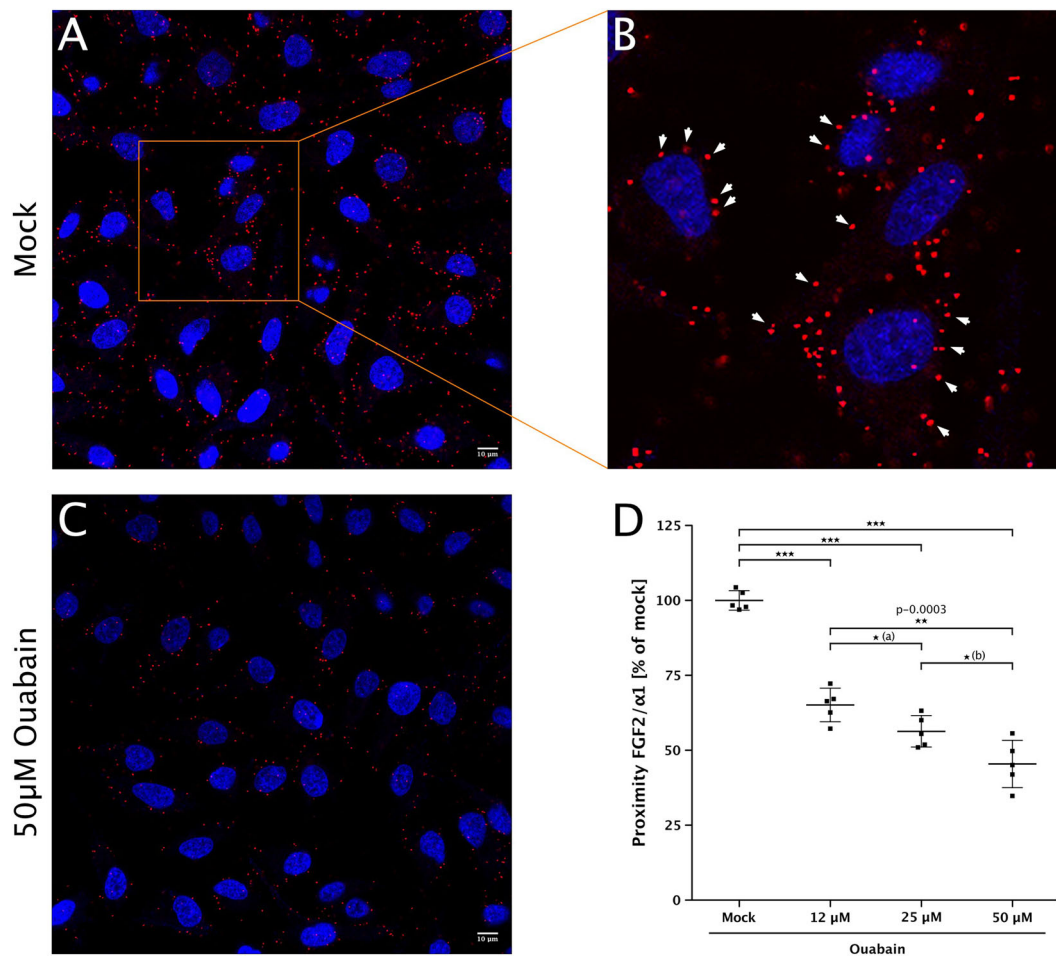 A
B
Mock
10 µm
C
50µM Ouabain
10 µm
D
Proximity FGF2/α1 [% of mock]
125
100
75
50
25
0
★★★
★★★
★★★
p–0.0003
★★
★ (a)
★ (b)
Mock
12 µM
25 µM
50 µM
Ouabain